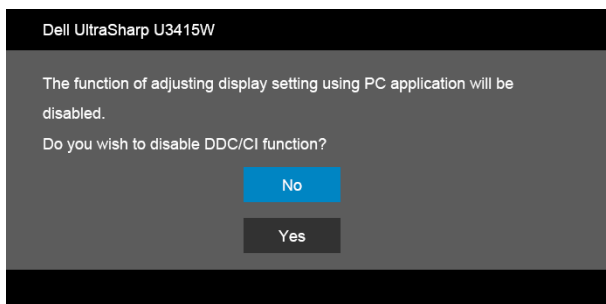 Dell UltraSharp U3415W
The function of adjusting display setting using PC application will be
disabled.
Do you wish to disable DDC/CI function?
No
Yes